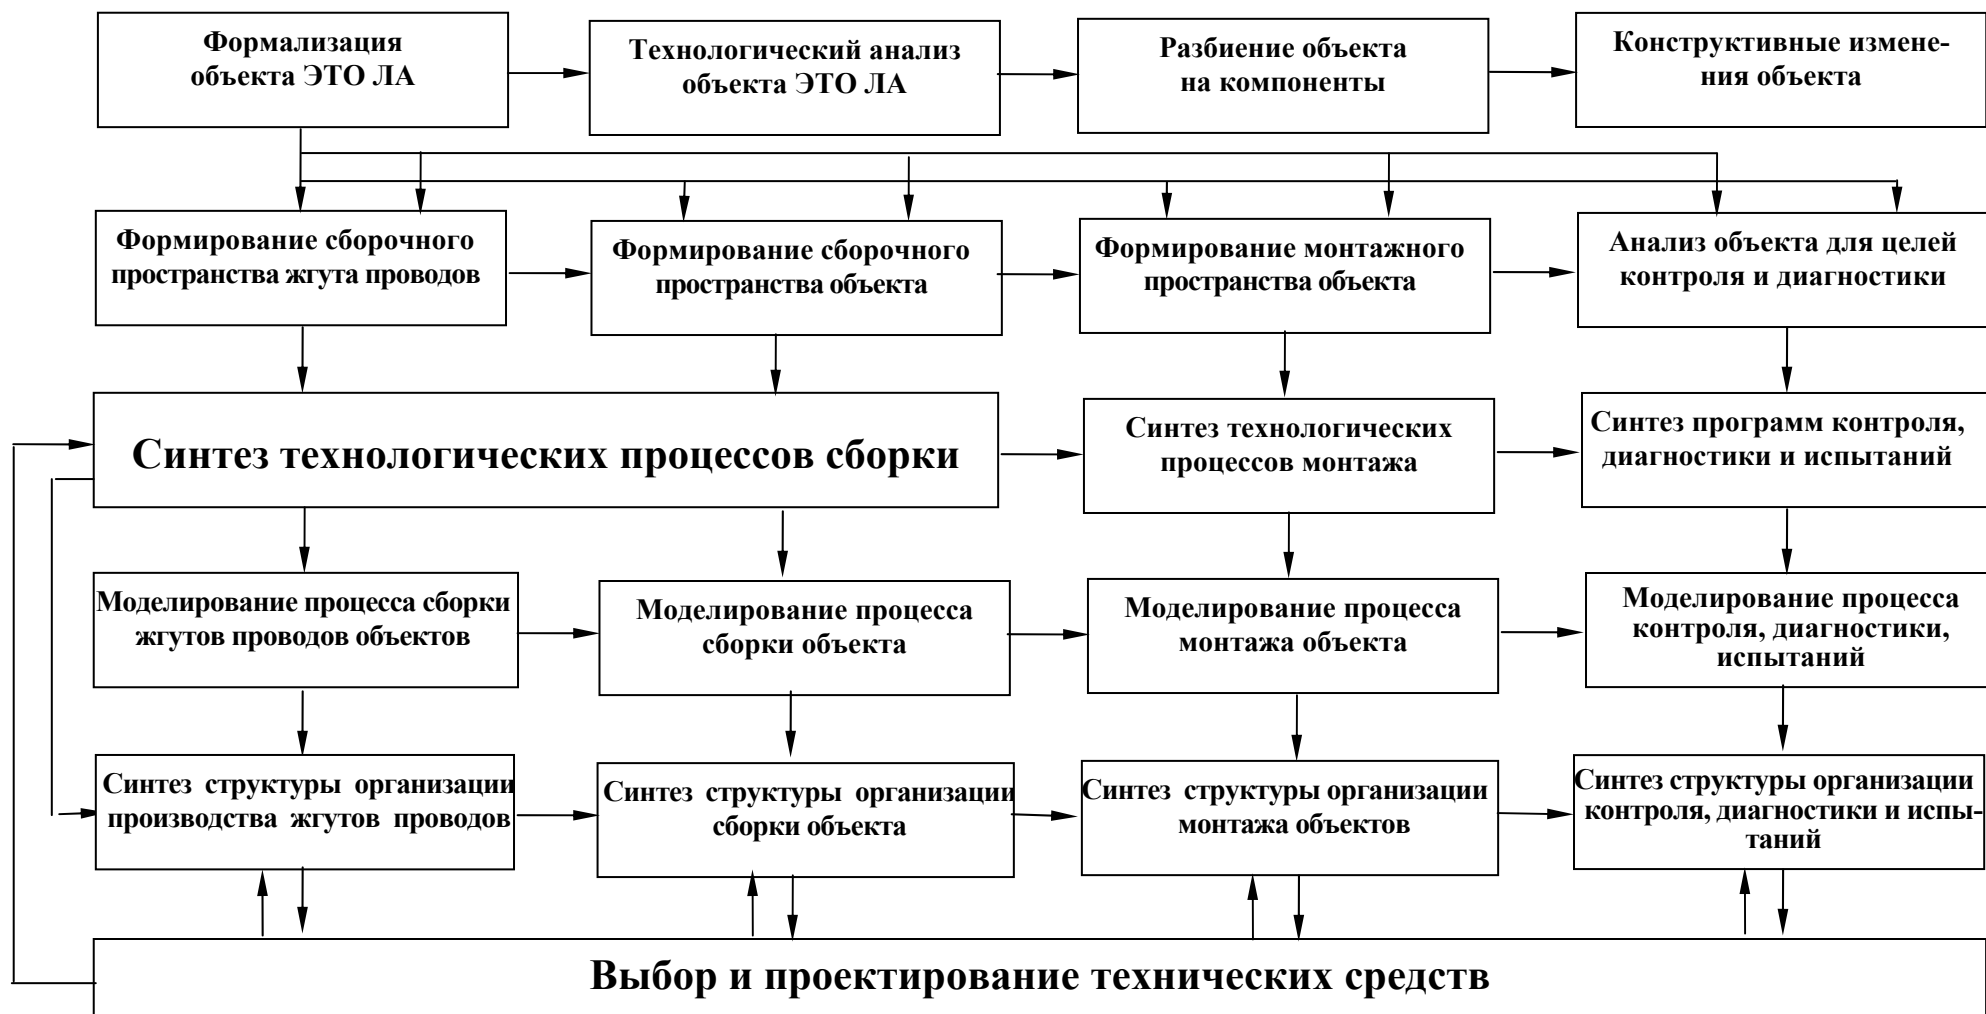 Формализация
объекта ЭТО ЛА
Технологический анализ
объекта ЭТО ЛА
Разбиение объекта
на компоненты
Конструктивные измене-
ния объекта
Формирование сборочного
пространства жгута проводов
Формирование сборочного
пространства объекта
Формирование монтажного
пространства объекта
Анализ объекта для целей
контроля и диагностики
Синтез технологических процессов сборки
Синтез технологических
процессов монтажа
Синтез программ контроля,
диагностики и испытаний
Моделирование процесса сборки
жгутов проводов объектов
Моделирование процесса
сборки объекта
Моделирование процесса
монтажа объекта
Моделирование процесса
контроля, диагностики,
испытаний
Синтез структуры организации
производства жгутов проводов
Синтез структуры организации
сборки объекта
Синтез структуры организации
монтажа объектов
Синтез структуры организации
контроля, диагностики и испы-
таний
Выбор и проектирование технических средств